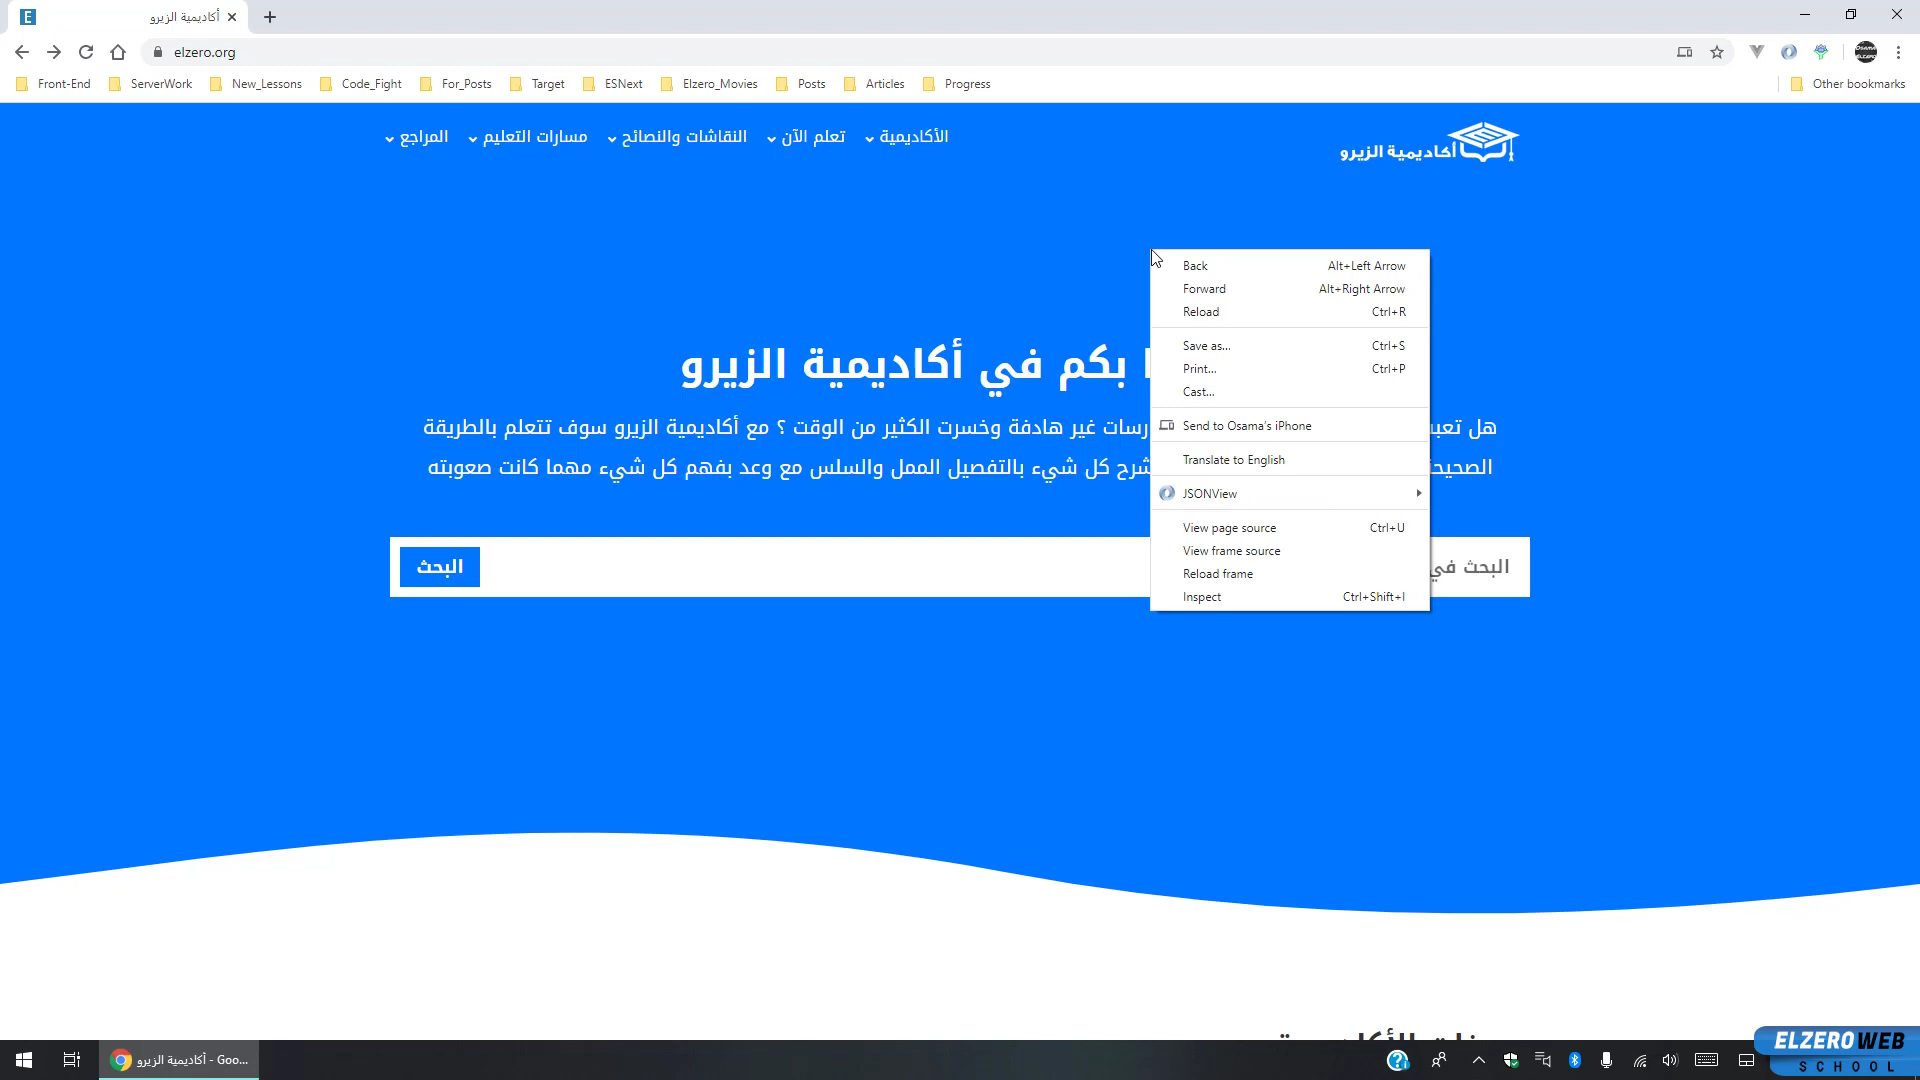 أكاديمية الزيرو
elzero.org
Front-End
ServerWork
New_Lessons
Code_Fight
For_Posts
Target
ESNext
Elzero_Movies
Posts
Articles
Progress
Other bookmarks
أكاديمية الزيرو
الأكاديمية
تعلم الآن
النقاشات والنصائح
مسارات التعليم
المراجع
Back Alt+Left Arrow
Forward Alt+Right Arrow
Reload Ctrl+R
Save as... Ctrl+S
Print... Ctrl+P
Cast...
Send to Osama's iPhone
Translate to English
JSONView
View page source Ctrl+U
View frame source
Reload frame
Inspect Ctrl+Shift+I
بكم في أكاديمية الزيرو
هل غير هادفة وخسرت الكثير من الوقت ؟ مع أكاديمية الزيرو سوف تتعلم بالطريقة
كل شيء بالتفصيل الممل والسلس مع وعد بفهم كل شيء مهما كانت صعوبته
البحث في
البحث
أكاديمية الزيرو - Goo...
ELZERO WEB
SCHOOL